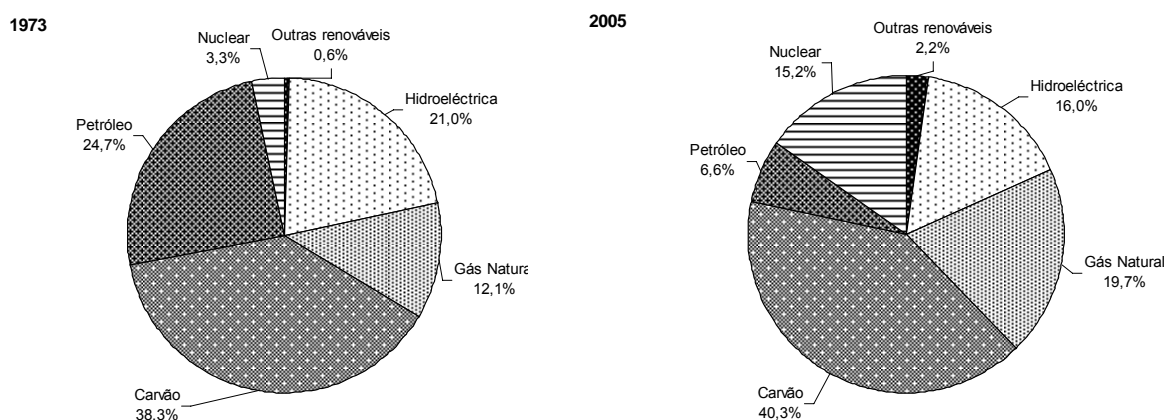 1973
Outras renováveis
0,6%
Nuclear
3,3%
Hidroeléctrica
21,0%
Petróleo
24,7%
Gás Natura
12,1%
Carvão
38,3%
2005
Outras renováveis
2,2%
Nuclear
15,2%
Hidroeléctrica
16,0%
Petróleo
6,6%
Gás Natural
19,7%
Carvão
40,3%